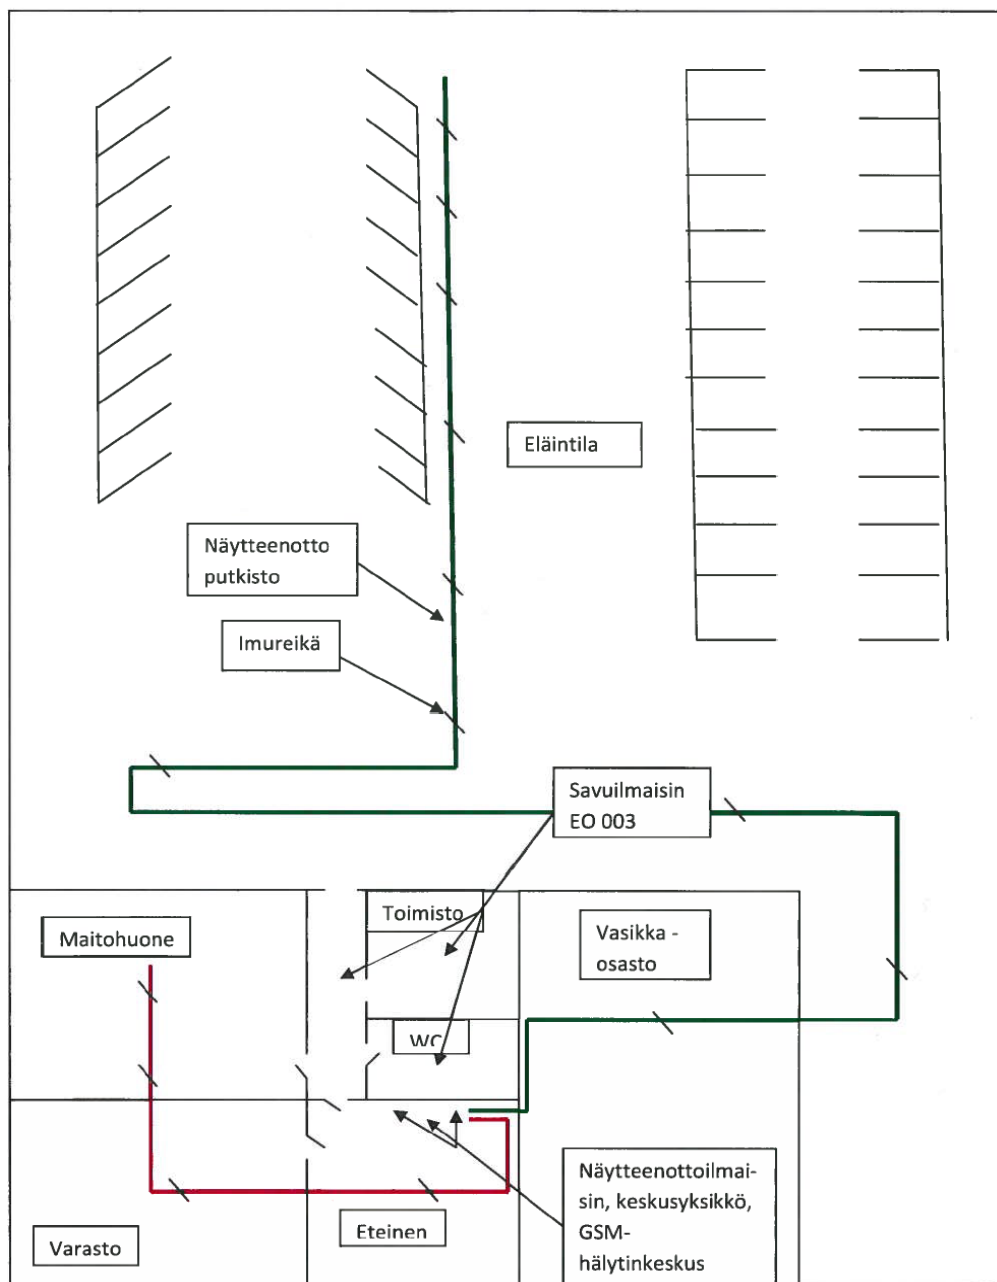 Eläintila
Näytteenotto
putkisto
Imureikä
Savuilmaisin
EO 003
Toimisto
Maitohuone
Vasikka -
osasto
WC
Näytteenottoilmai-
sin, keskusyksikkö,
GSM-
hälytinkeskus
Eteinen
Varasto